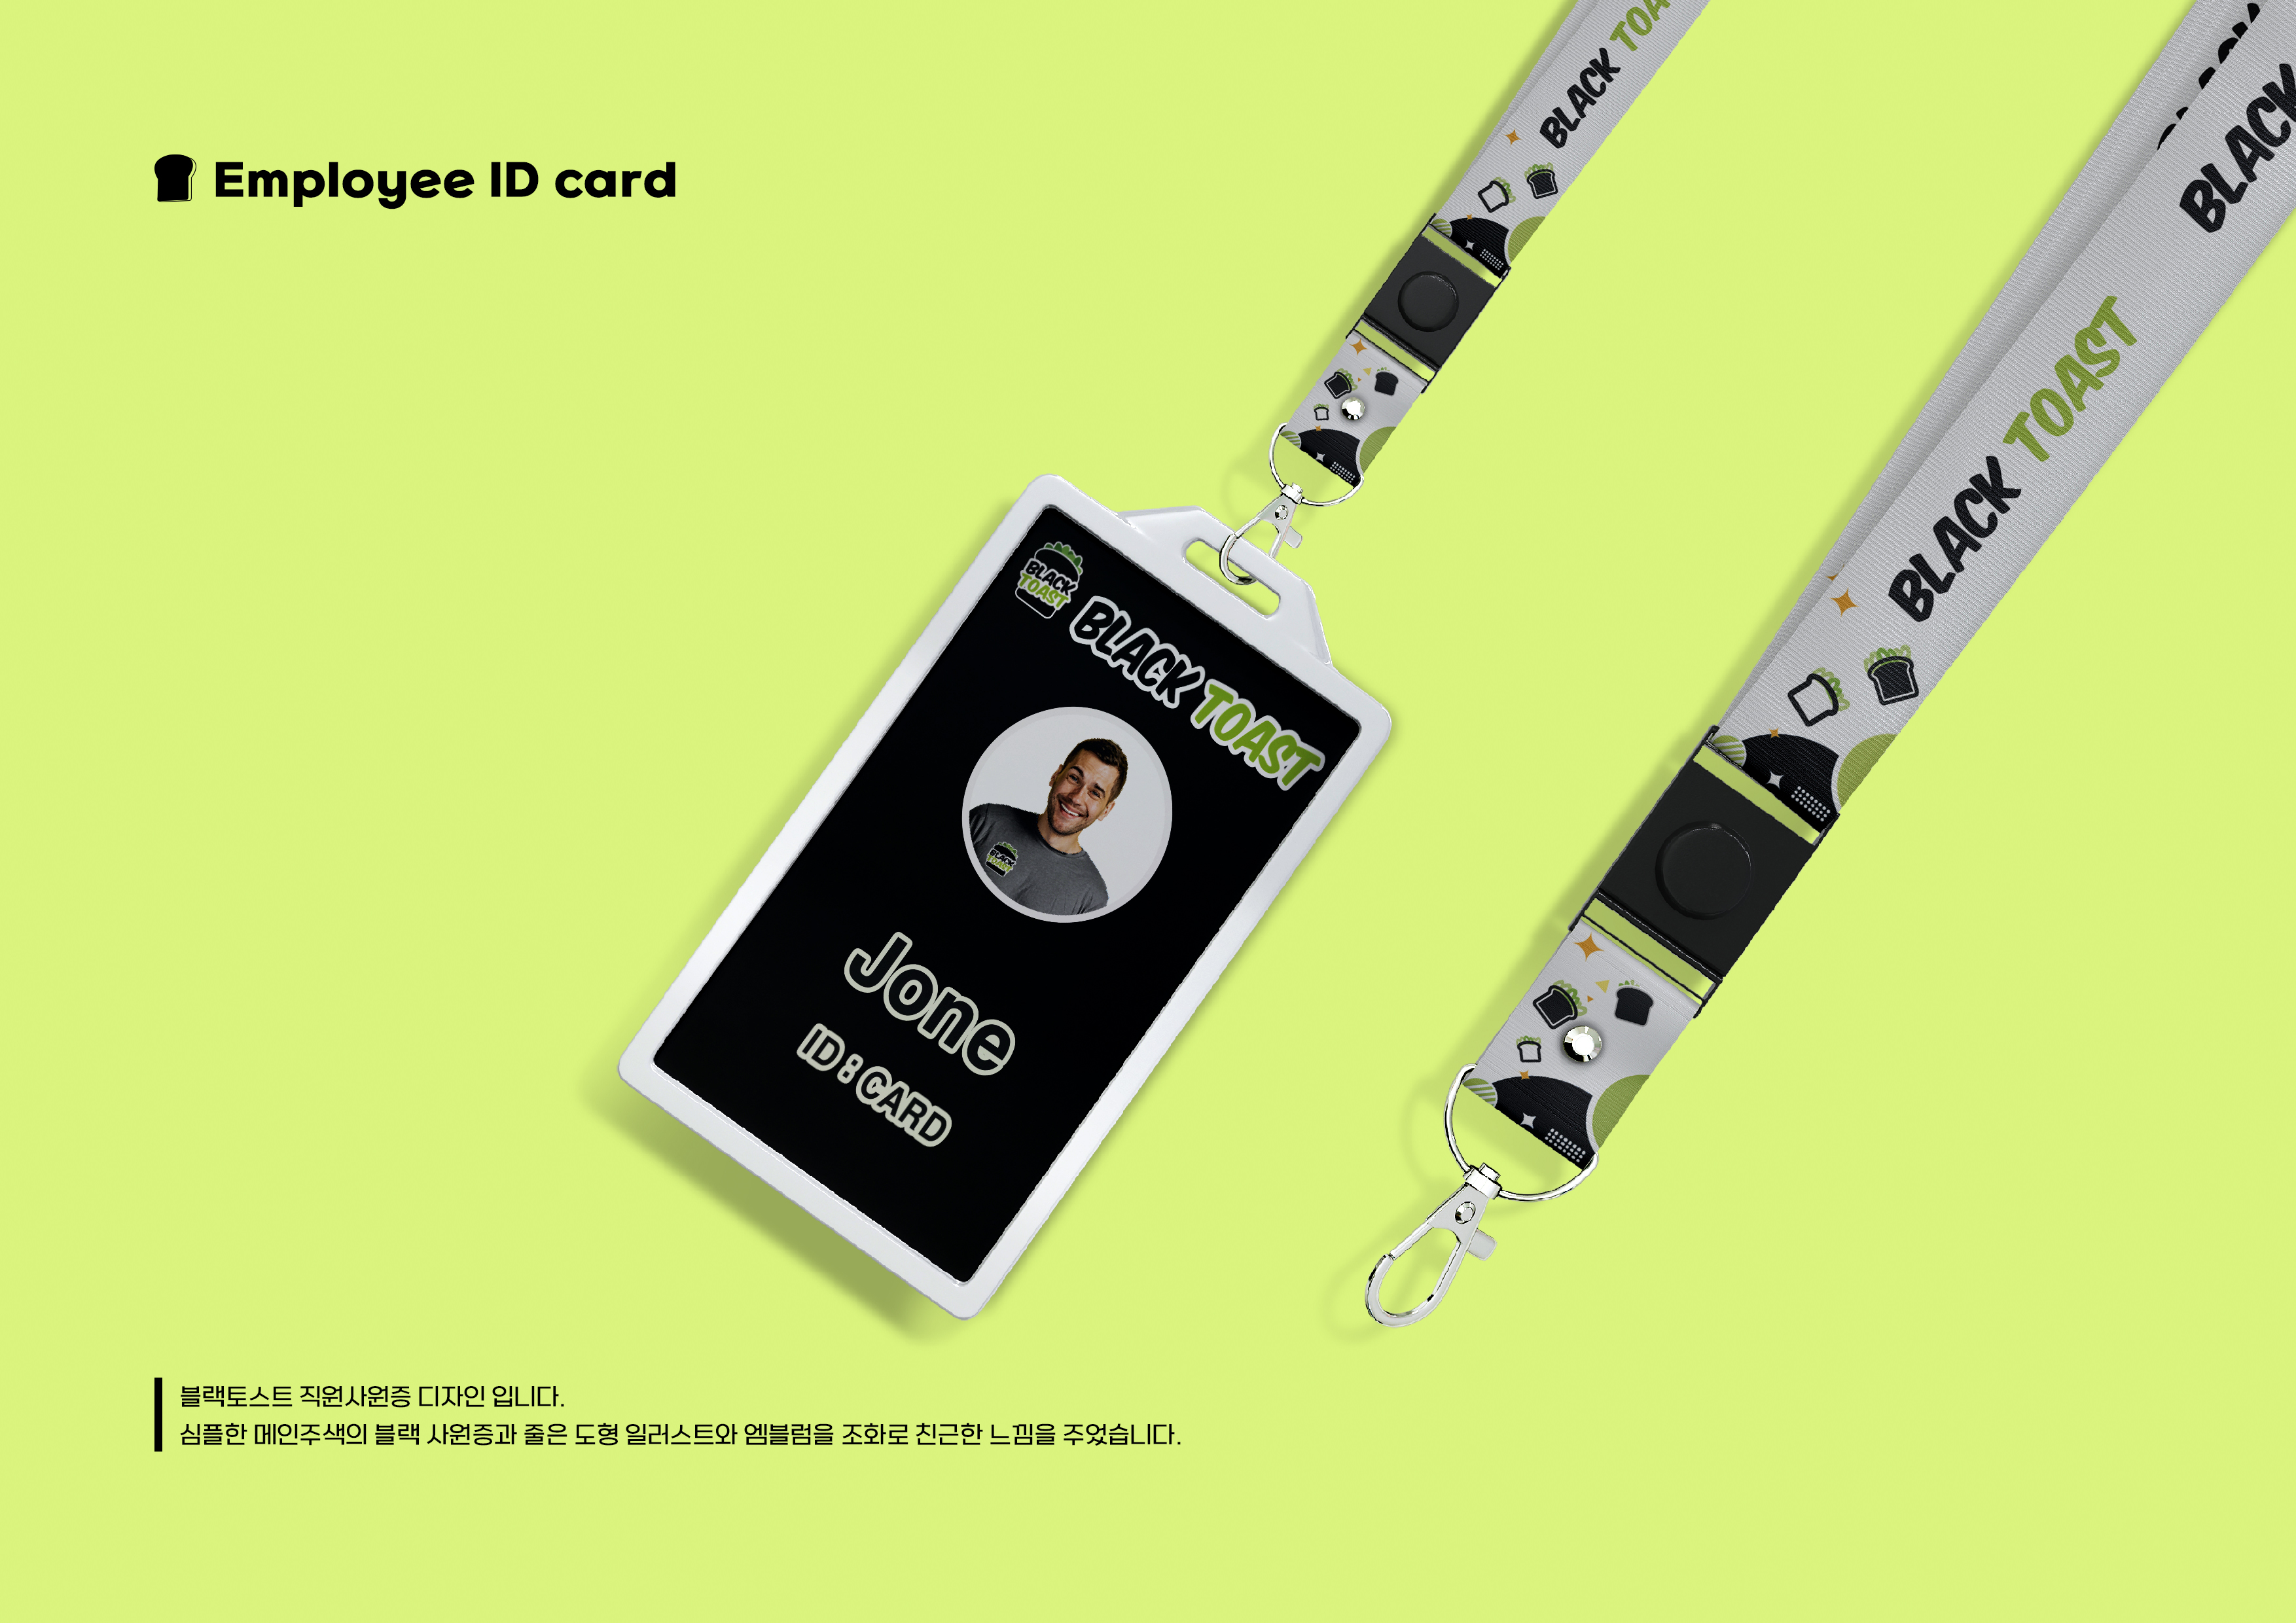 Employee ID card
BLACK TOA
BLACK
BLACK TOAST
BLACK
TOAST
BLACK TOAST
BLACK
TOAST
Jone
ID : CARD
블랙토스트 직원사원증 디자인 입니다.
심플한 메인주색의 블랙 사원증과 줄은 도형 일러스트와 엠블럼을 조화로 친근한 느낌을 주었습니다.